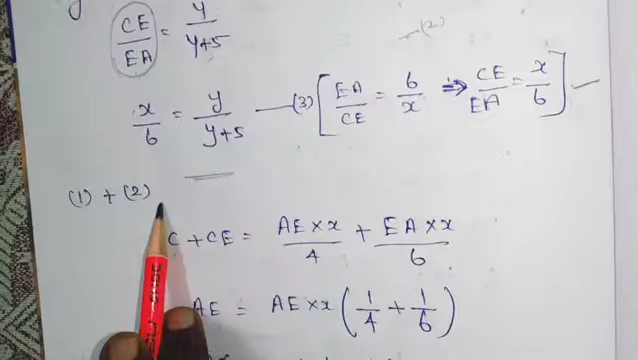 CE/EA = y/y+5
(2)
x/6 = y/y+5 —(3) [EA/CE = 6/x ⇒ CE/EA = x/6]
(1) + (2)
C + CE = AE × x/4 + EA × x/6
AE = AE × x (1/4 + 1/6)